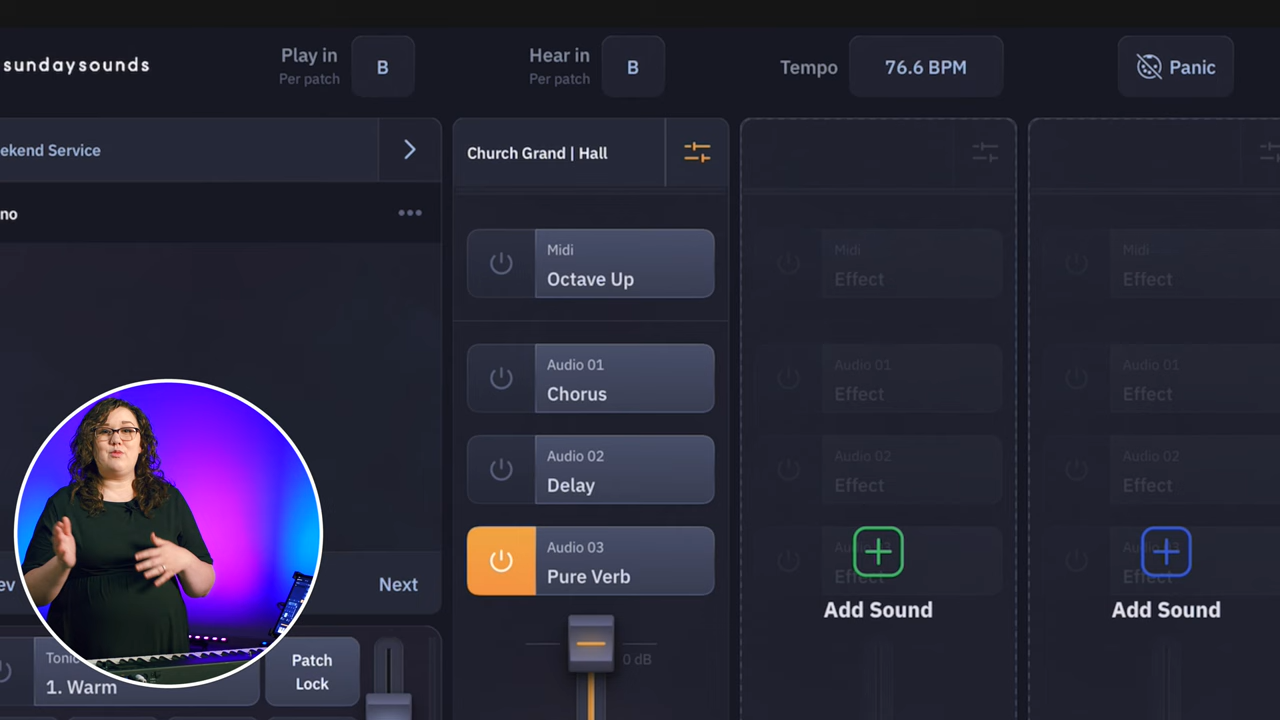 sundaysounds
Play in
Per patch
B
Hear in
Per patch
B
Tempo
76.6 BPM
Panic
ekend Service
no
ev
Next
Tonic
1. Warm
Patch
Lock
Church Grand | Hall
Midi
Octave Up
Audio 01
Chorus
Audio 02
Delay
Audio 03
Pure Verb
0 dB
Midi
Effect
Audio 01
Effect
Audio 02
Effect
Effect
Add Sound
Midi
Effect
Audio 01
Effect
Audio 02
Effect
Effect
Add Sound